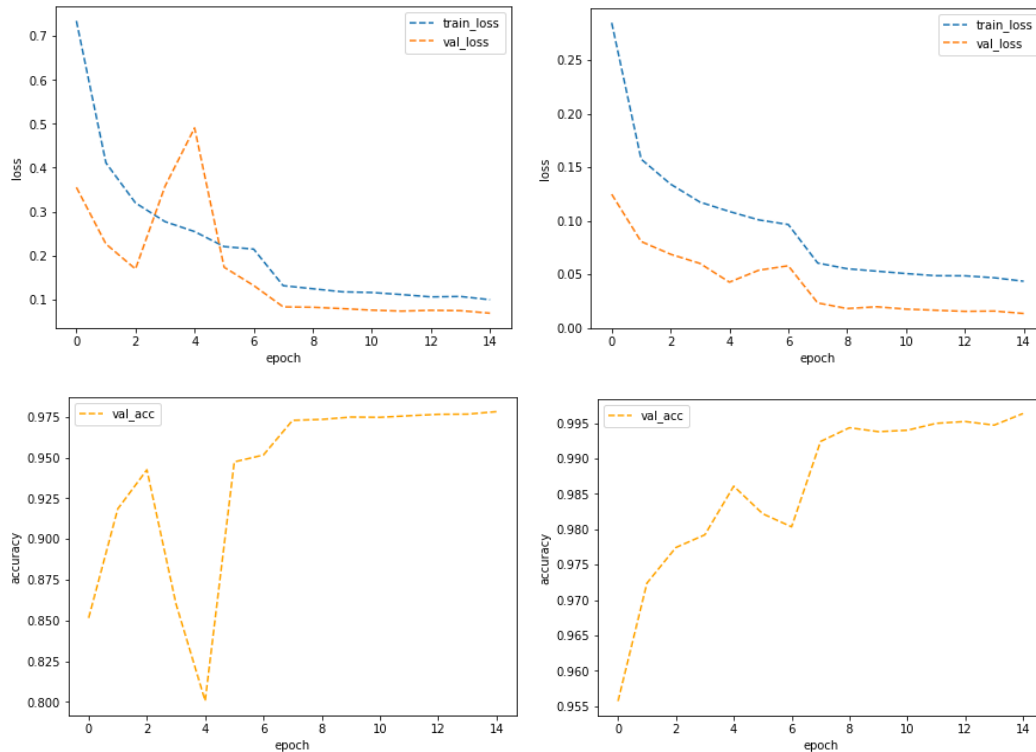 train_loss
val_loss
0.7
0.6
0.5
0.4
0.3
0.2
0.1
loss
0 2 4 6 8 10 12 14
epoch
train_loss
val_loss
0.25
0.20
0.15
0.10
0.05
0.00
loss
0 2 4 6 8 10 12 14
epoch
val_acc
0.975
0.950
0.925
0.900
0.875
0.850
0.825
0.800
accuracy
0 2 4 6 8 10 12 14
epoch
val_acc
0.995
0.990
0.985
0.980
0.975
0.970
0.965
0.960
0.955
accuracy
0 2 4 6 8 10 12 14
epoch